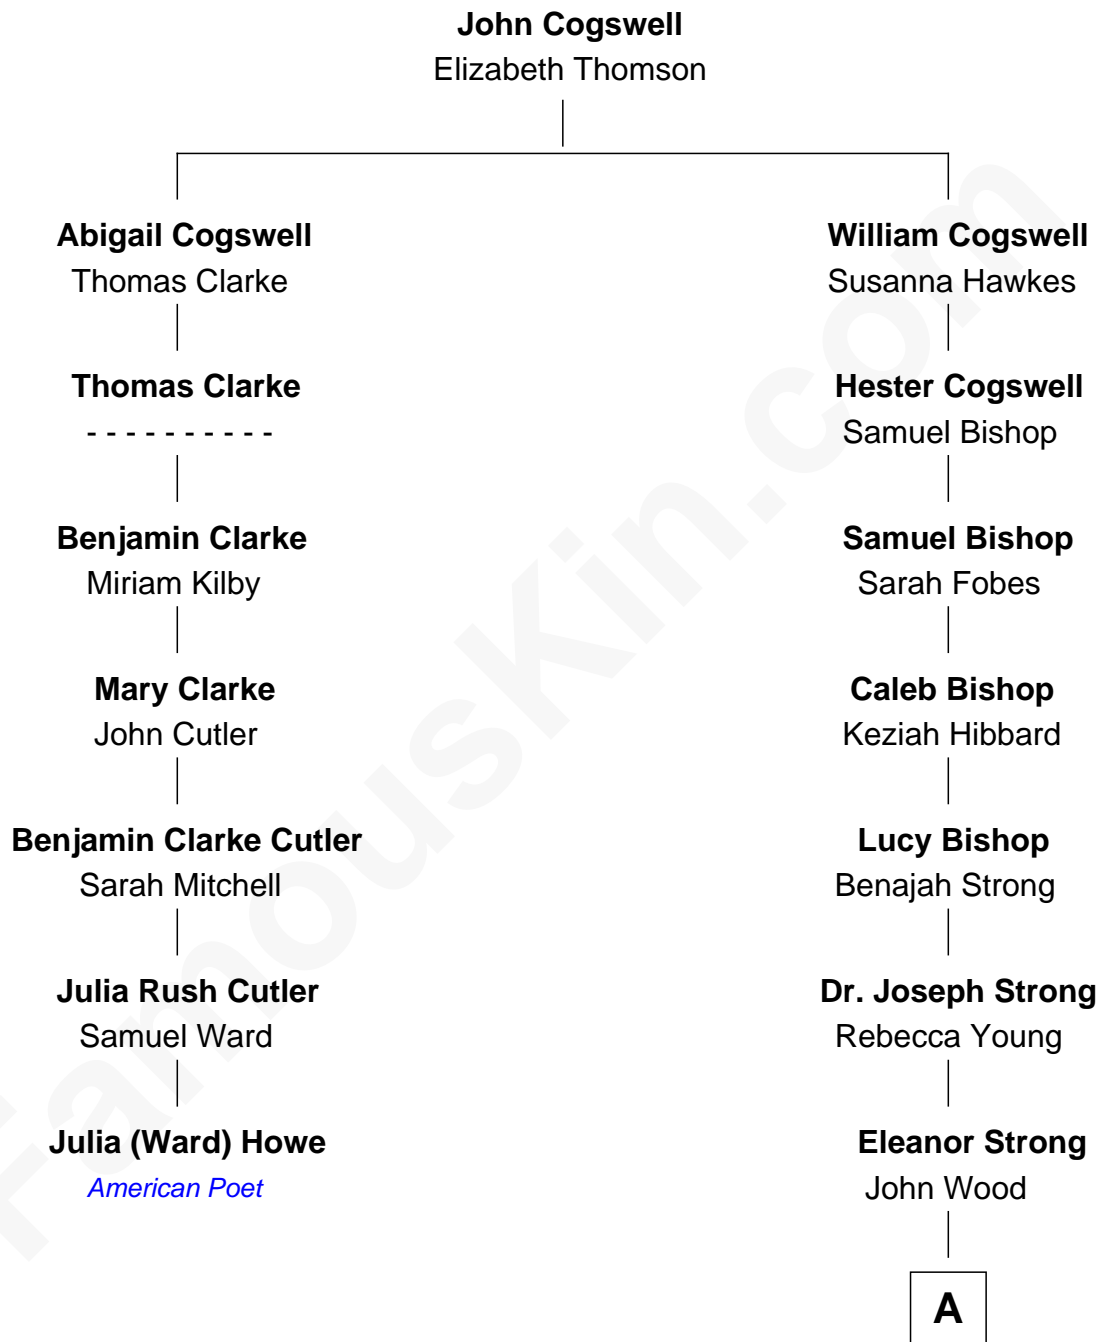 John Cogswell
Elizabeth Thomson
Abigail Cogswell
Thomas Clarke
William Cogswell
Susanna Hawkes
Thomas Clarke
- - - - - - - - - -
Hester Cogswell
Samuel Bishop
Benjamin Clarke
Miriam Kilby
Samuel Bishop
Sarah Fobes
Mary Clarke
John Cutler
Caleb Bishop
Keziah Hibbard
Benjamin Clarke Cutler
Sarah Mitchell
Lucy Bishop
Benajah Strong
Julia Rush Cutler
Samuel Ward
Dr. Joseph Strong
Rebecca Young
Julia (Ward) Howe
American Poet
Eleanor Strong
John Wood
A
FamousKin.com